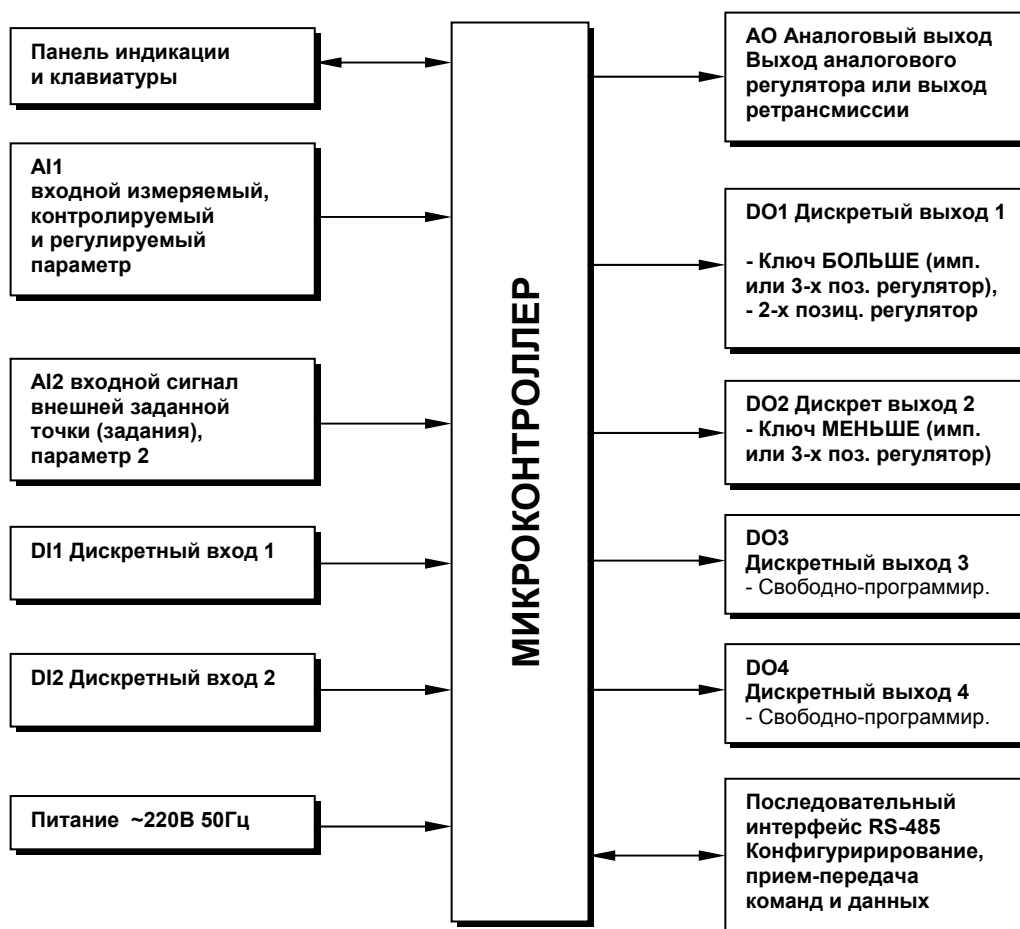 Панель индикации
и клавиатуры
AI1
входной измеряемый,
контролируемый
и регулируемый
параметр
AI2 входной сигнал
внешней заданной
точки (задания),
параметр 2
DI1 Дискретный вход 1
DI2 Дискретный вход 2
Питание ~220В 50Гц
МИКРОКОНТРОЛЛЕР
АО Аналоговый выход
Выход аналогового
регулятора или выход
ретрансмиссии
DO1 Дискретый выход 1
- Ключ БОЛЬШЕ (имп.
или 3-х поз. регулятор),
- 2-х позиц. регулятор
DO2 Дискрет выход 2
- Ключ МЕНЬШЕ (имп.
или 3-х поз. регулятор)
DO3
Дискретный выход 3
- Свободно-программир.
DO4
Дискретный выход 4
- Свободно-программир.
Последовательный
интерфейс RS-485
Конфигуририрование,
прием-передача
команд и данных